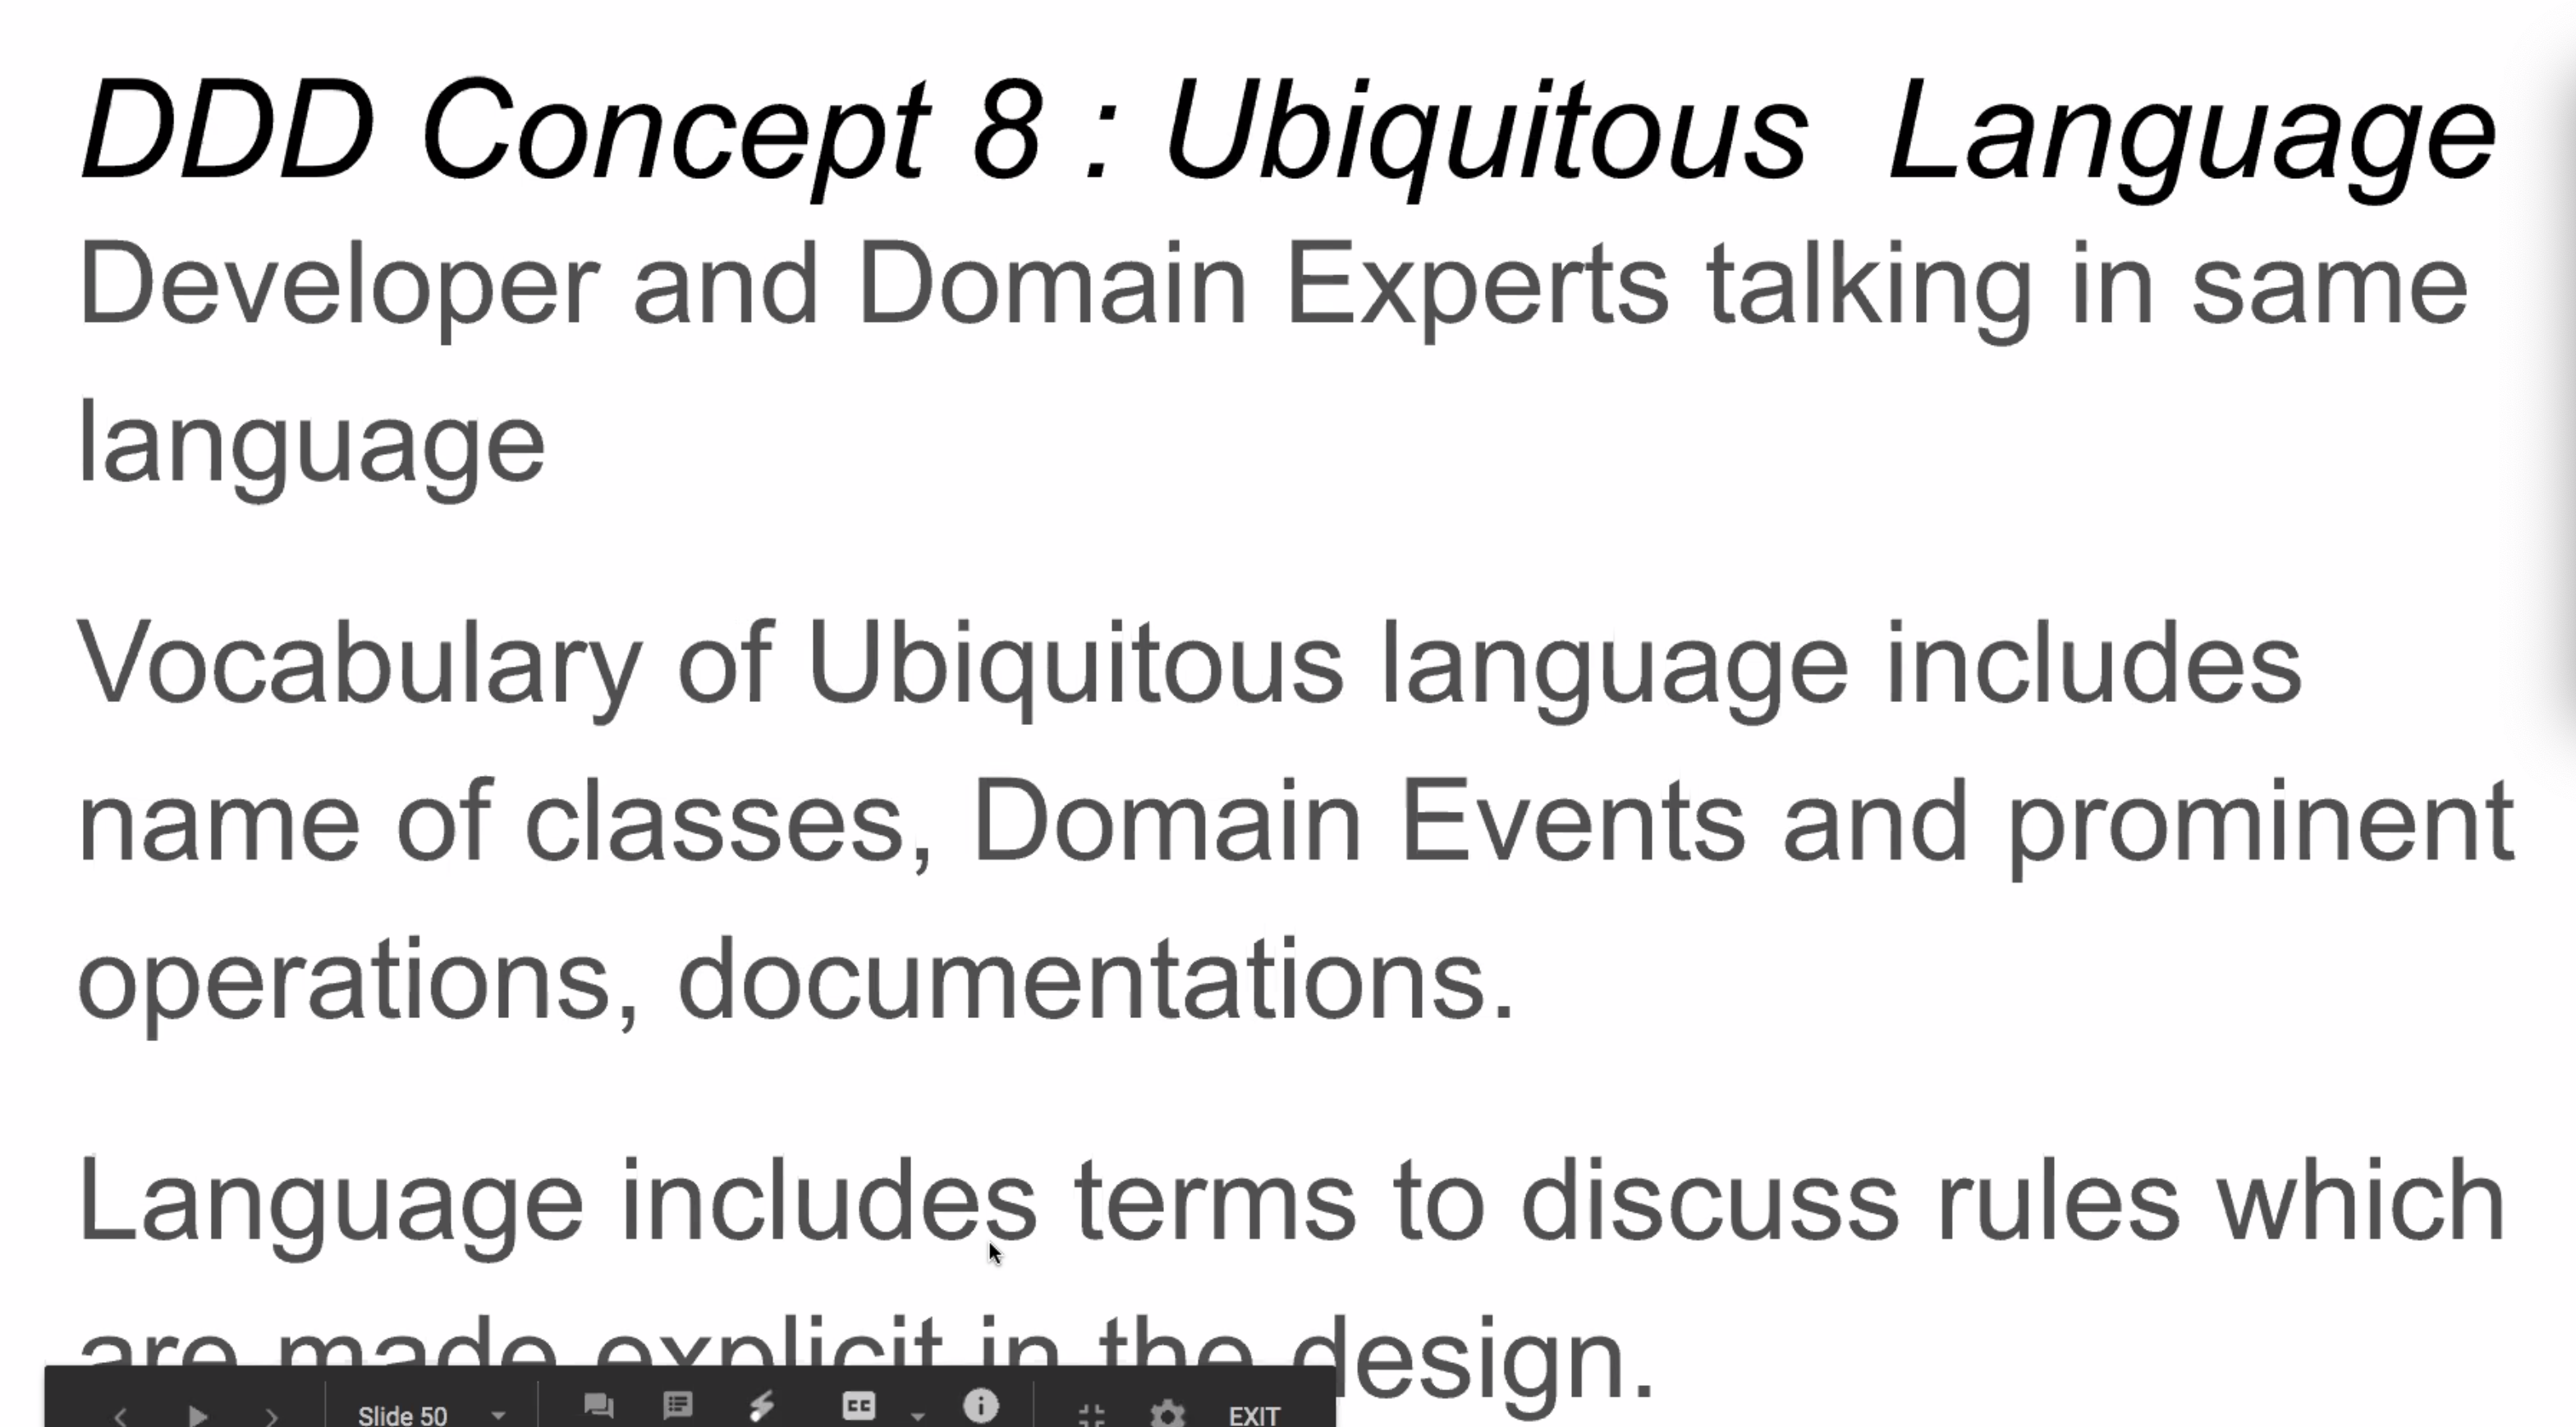 DDD Concept 8 : Ubiquitous Language
Developer and Domain Experts talking in same
language
Vocabulary of Ubiquitous language includes
name of classes, Domain Events and prominent
operations, documentations.
Language includes terms to discuss rules which
are made explicit in the design.
Slide 50 CC EXIT